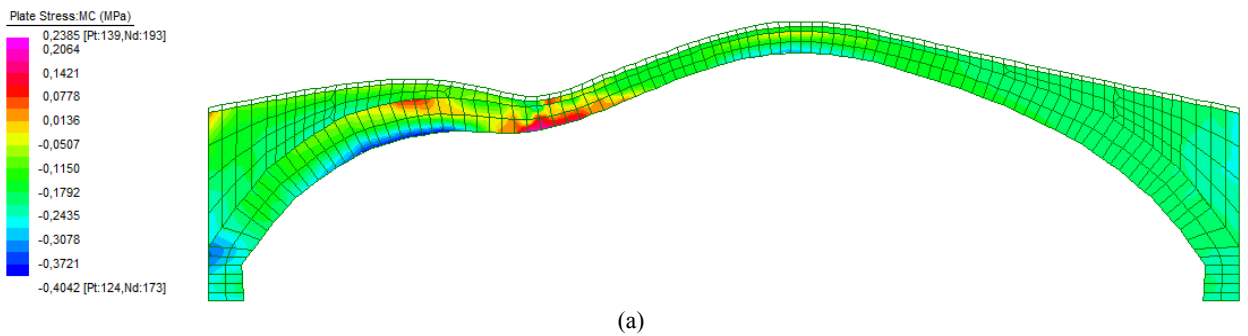 Plate Stress:MC (MPa)
0,2385 [Pt:139,Nd:193]
0,2064
0,1421
0,0778
0,0136
-0,0507
-0,1150
-0,1792
-0,2435
-0,3078
-0,3721
-0,4042 [Pt:124,Nd:173]
(a)